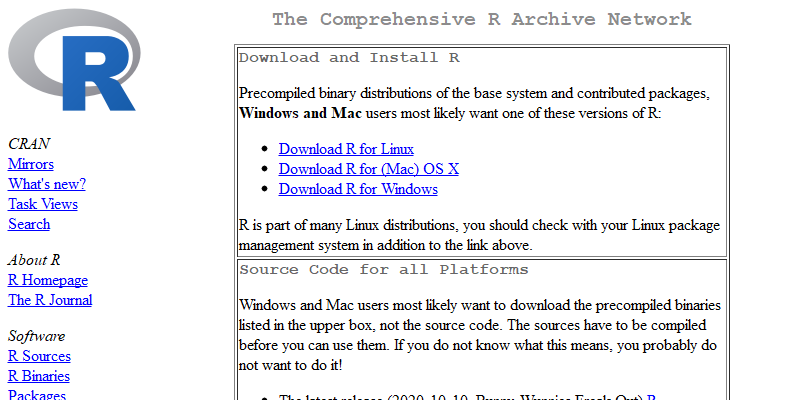 R
The Comprehensive R Archive Network
CRAN
Mirrors
What's new?
Task Views
Search
About R
R Homepage
The R Journal
Software
R Sources
R Binaries
Packages
Download and Install R
Precompiled binary distributions of the base system and contributed packages,
Windows and Mac users most likely want one of these versions of R:
Download R for Linux
Download R for (Mac) OS X
Download R for Windows
R is part of many Linux distributions, you should check with your Linux package
management system in addition to the link above.
Source Code for all Platforms
Windows and Mac users most likely want to download the precompiled binaries
listed in the upper box, not the source code. The sources have to be compiled
before you can use them. If you do not know what this means, you probably do
not want to do it!
The latest release (2020-10-10, Bunny-Wunnies Freak Out) R